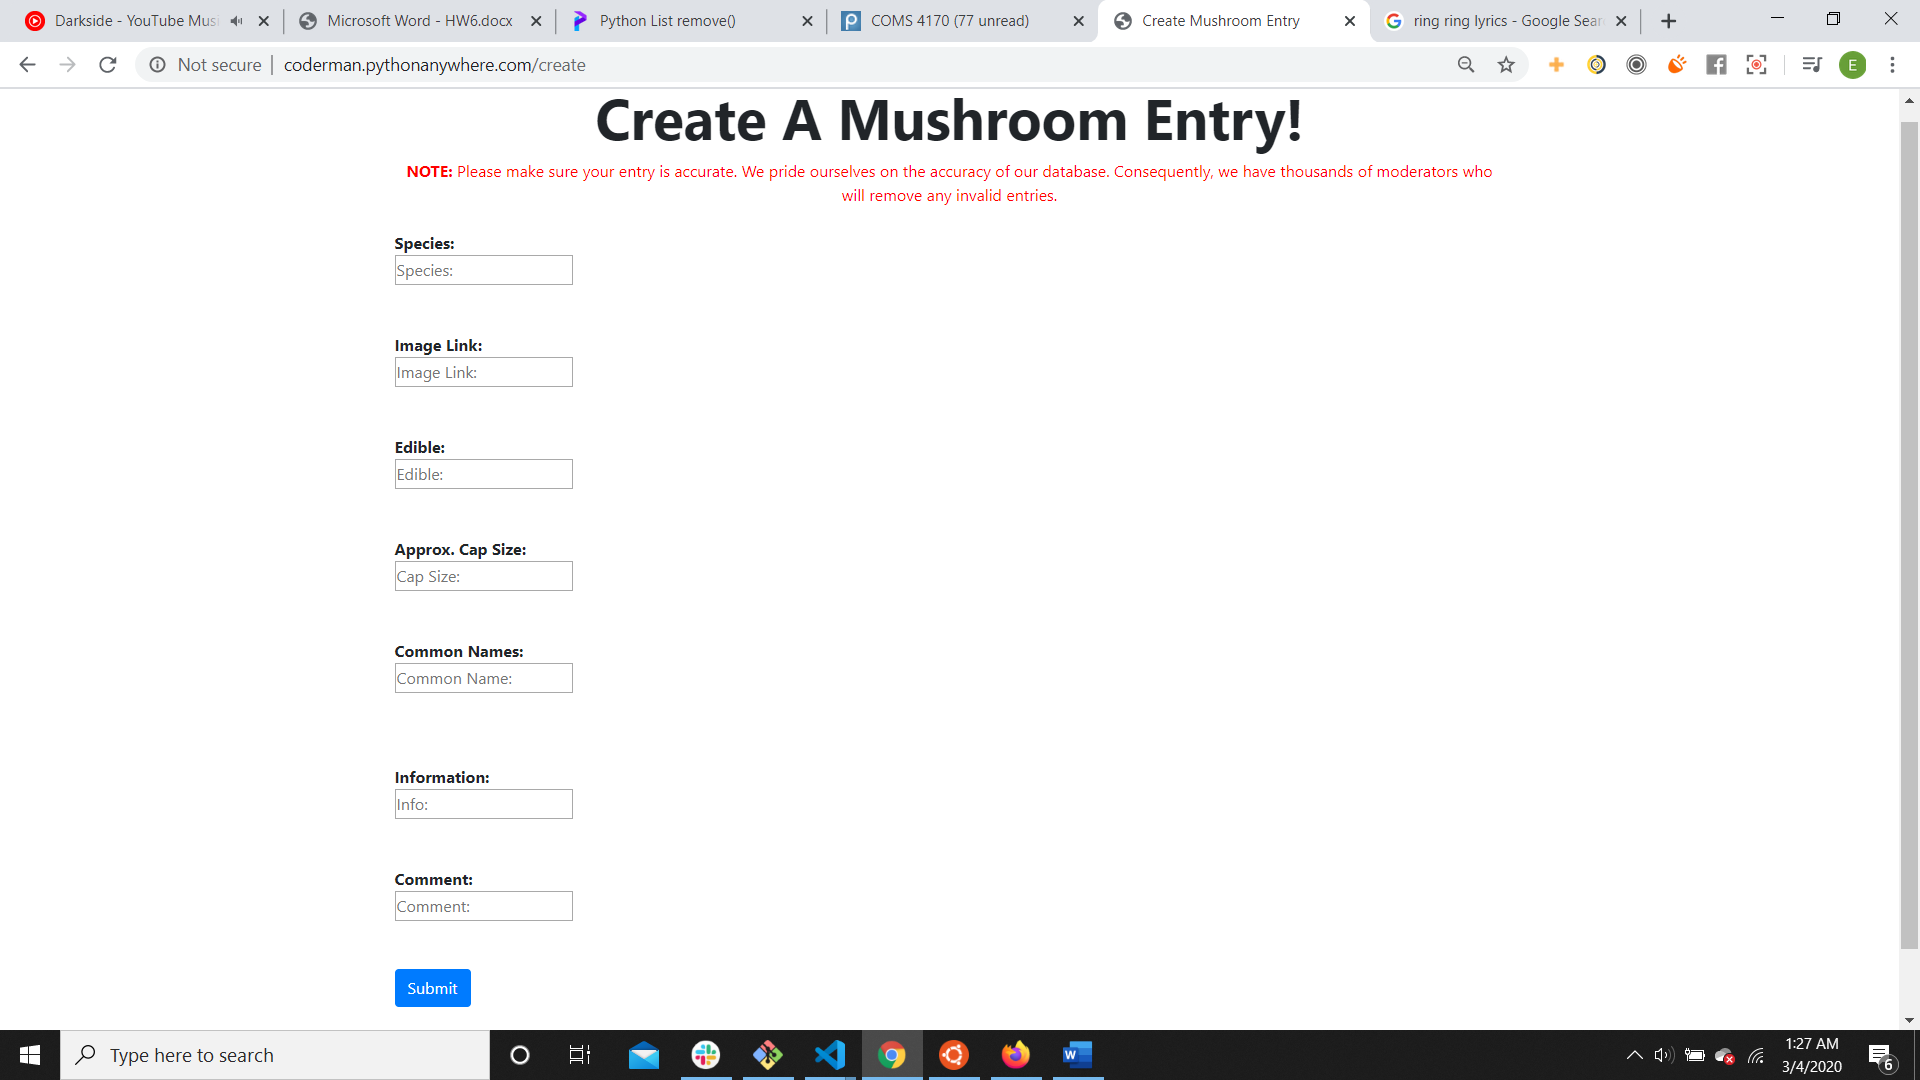 Darkside - YouTube Musi
Microsoft Word - HW6.docx
Python List remove()
COMS 4170 (77 unread)
Create Mushroom Entry
ring ring lyrics - Google Sear
Not secure | coderman.pythonanywhere.com/create
E
Create A Mushroom Entry!
NOTE: Please make sure your entry is accurate. We pride ourselves on the accuracy of our database. Consequently, we have thousands of moderators who
will remove any invalid entries.
Species:
Species:
Image Link:
Image Link:
Edible:
Edible:
Approx. Cap Size:
Cap Size:
Common Names:
Common Name:
Information:
Info:
Comment:
Comment:
Submit
Type here to search
1:27 AM
3/4/2020
6